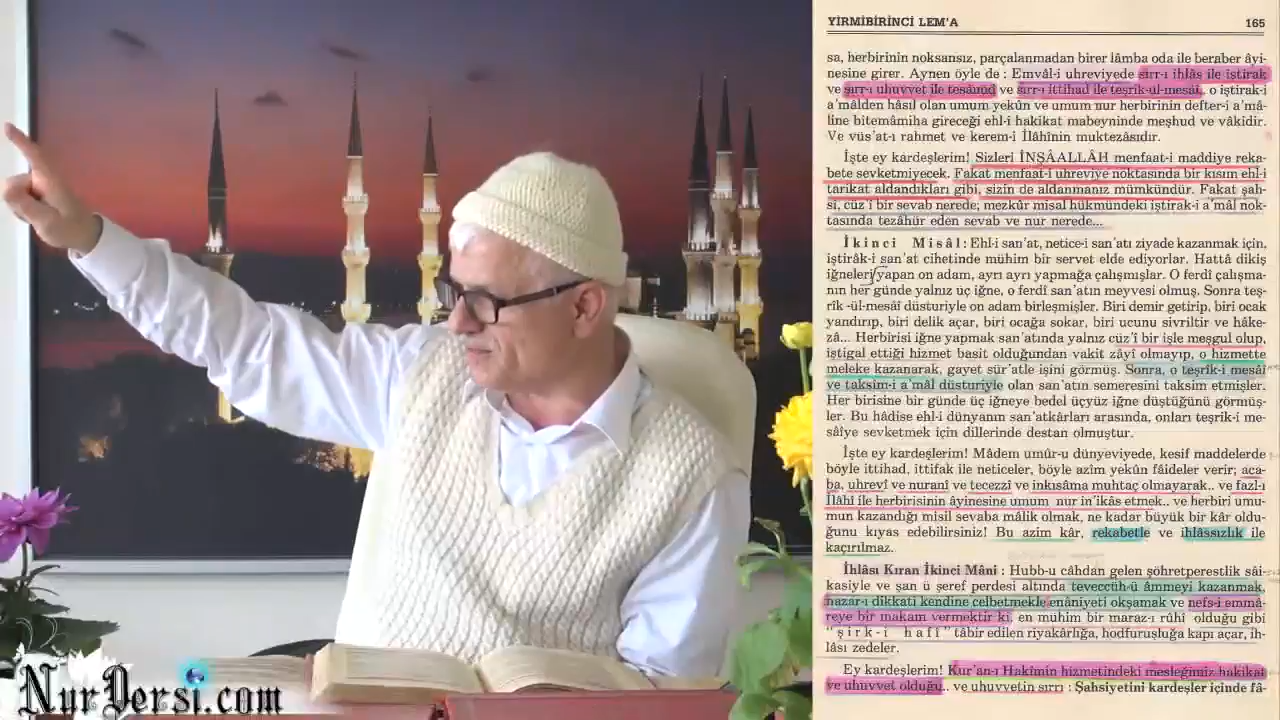 YİRMİBİRİNCİ LEM'A 165
sa, herbirinin noksansız, parçalanmadan birer lâmba oda ile beraber âyi-
nesine girer. Aynen öyle de : Emvâl-i uhreviyede sırr-ı ihlâs ile iştirak
ve sırr-ı uhuvvet ile tesânüd ve sırr-ı ittihad ile teşrik-ul-mesâî, o iştirak-i
a'mâlden hâsıl olan umum yekûn ve umum nur herbirinin defter-i a'mâ-
line bitemâmiha gireceği ehl-i hakikat mabeyninde meşhud ve vâkidir.
Ve vüs'at-ı rahmet ve kerem-i İlâhînin muktezâsıdır.
İşte ey kardeşlerim! Sizleri İNŞÂALLÂH menfaat-i maddiye reka-
bete sevketmiyecek. Fakat menfaat-i uhreviye noktasında bir kısım ehl-i
tarikat aldandıkları gibi, sizin de aldanmanız mümkündür. Fakat şah-
sî, cüz'î bir sevab nerede, mezkûr misal hükmündeki iştirak-i a'mâl nok-
tasında tezâhür eden sevab ve nur nerede...
İkinci Misâl: Ehl-i san'at, netice-i san'atı ziyade kazanmak için,
iştirâk-i san'at cihetinde mühim bir servet elde ediyorlar. Hattâ dikiş
iğneleri yapan on adam, ayrı ayrı yapmağa çalışmışlar. O ferdî çalışma-
nın her günde yalnız üç iğne, o ferdî san'atın meyvesi olmuş. Sonra teş-
rîk -ül-mesâî düsturiyle on adam birleşmişler. Biri demir getirip, biri ocak
yandırıp, biri delik açar, biri ocağa sokar, biri ucunu sivriltir ve hâke-
zâ... Herbirisi iğne yapmak san'atında yalnız cüz'î bir işle meşgul olup,
iştigal ettiği hizmet basit olduğundan vakit zâyi olmayıp, o hizmette
meleke kazanarak, gayet sür'atle işini görmüş. Sonra, o teşrîk-i mesâî
ve taksim-i a'mâl düsturiyle olan san'atın semeresini taksim etmişler.
Her birisine bir günde üç iğneye bedel üçyüz iğne düştüğünü görmüş-
ler. Bu hâdise ehl-i dünyanın san'atkârları arasında, onları teşrik-i me-
sâîye sevketmek için dillerinde destan olmuştur.
İşte ey kardeşlerim! Mâdem umûr-u dünyeviyede, kesif maddelerde
böyle ittihad, ittifak ile neticeler, böyle azîm yekûn fâideler verir; aca-
ba, uhrevî ve nuranî ve tecezzî ve inkısâma muhtaç olmayarak.. ve fazl-ı
İlâhî ile herbirisinin âyinesine umum nur in'ikâs etmek.. ve herbiri umu-
mun kazandığı misil sevaba mâlik olmak, ne kadar büyük bir kâr oldu-
ğunu kıyas edebilirsiniz! Bu azîm kâr, rekabetle ve ihlâssızlık ile
kaçırılmaz.
İhlâsı Kıran İkinci Mâni : Hubb-u câhdan gelen şöhretperestlik sâi-
kasiyle ve şan ü şeref perdesi altında teveccüh-ü âmmeyi kazanmak,
nazar-ı dikkati kendine celbetmekle enâniyeti okşamak ve nefs-i emmâ-
reye bir makam vermektir ki, en mühim bir maraz-ı rûhî olduğu gibi
"şirk-i hafî" tâbir edilen riyakârlığa, hodfuruşluğa kapı açar, ih-
lâsı zedeler.
Ey kardeşlerim! Kur'an-ı Hakîmin hizmetindeki mesleğimiz hakikat
ve uhuvvet olduğu.. ve uhuvvetin sırrı : Şahsiyetini kardeşler içinde fâ-
NurDersi.com